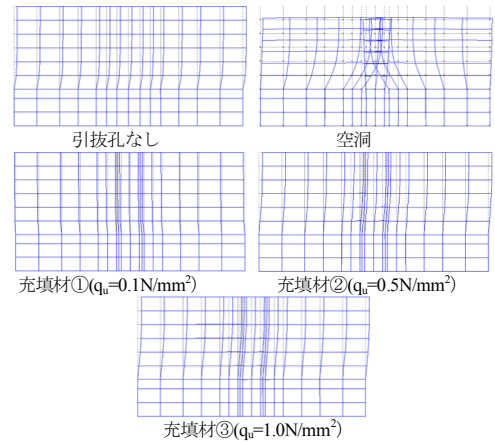 引抜孔なし
空洞
充填材①(qu=0.1N/mm²)
充填材②(qu=0.5N/mm²)
充填材③(qu=1.0N/mm²)